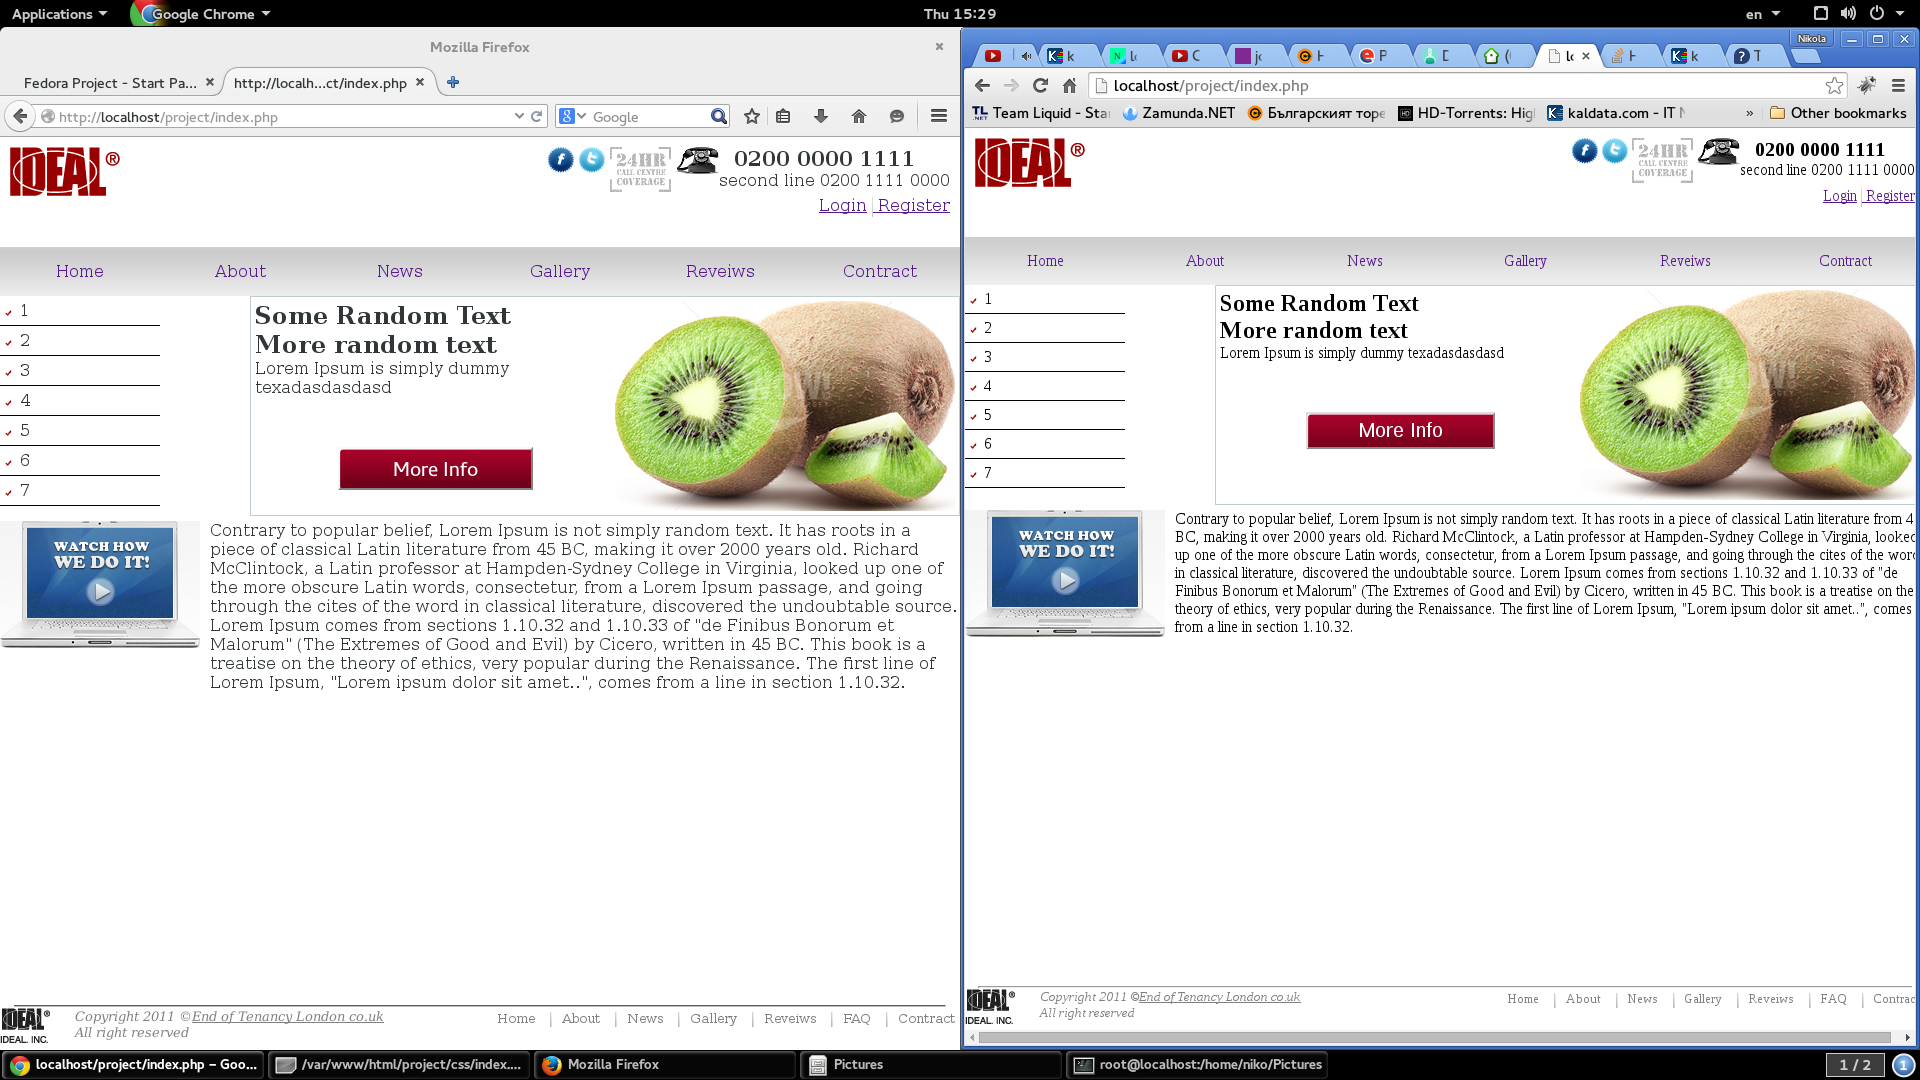 Applications
Google Chrome
Thu 15:29
en
Mozilla Firefox
Fedora Project - Start Pa...
http://localh...ct/index.php
http://localhost/project/index.php
Google
IDEAL®
24HR
CALL CENTRE
COVERAGE
0200 0000 1111
second line 0200 1111 0000
Login
Register
Home
About
News
Gallery
Reveiws
Contract
1
2
3
4
5
6
7
Some Random Text
More random text
Lorem Ipsum is simply dummy
texadasdasdasd
More Info
WATCH HOW
WE DO IT!
Contrary to popular belief, Lorem Ipsum is not simply random text. It has roots in a
piece of classical Latin literature from 45 BC, making it over 2000 years old. Richard
McClintock, a Latin professor at Hampden-Sydney College in Virginia, looked up one of
the more obscure Latin words, consectetur, from a Lorem Ipsum passage, and going
through the cites of the word in classical literature, discovered the undoubtable source.
Lorem Ipsum comes from sections 1.10.32 and 1.10.33 of "de Finibus Bonorum et
Malorum" (The Extremes of Good and Evil) by Cicero, written in 45 BC. This book is a
treatise on the theory of ethics, very popular during the Renaissance. The first line of
Lorem Ipsum, "Lorem ipsum dolor sit amet..", comes from a line in section 1.10.32.
IDEAL®
IDEAL. INC.
Copyright 2011 ©End of Tenancy London co.uk
All right reserved
Home
About
News
Gallery
Reveiws
FAQ
Contract
Nikola
localhost/project/index.php
Team Liquid - Sta
Zamunda.NET
Българският торе
HD-Torrents: Hig
kaldata.com - IT
»
Other bookmarks
IDEAL®
24HR
CALL CENTRE
COVERAGE
0200 0000 1111
second line 0200 1111 0000
Login
Register
Home
About
News
Gallery
Reveiws
Contract
1
2
3
4
5
6
7
Some Random Text
More random text
Lorem Ipsum is simply dummy texadasdasdasd
More Info
WATCH HOW
WE DO IT!
Contrary to popular belief, Lorem Ipsum is not simply random text. It has roots in a piece of classical Latin literature from 4
BC, making it over 2000 years old. Richard McClintock, a Latin professor at Hampden-Sydney College in Virginia, looked
up one of the more obscure Latin words, consectetur, from a Lorem Ipsum passage, and going through the cites of the word
in classical literature, discovered the undoubtable source. Lorem Ipsum comes from sections 1.10.32 and 1.10.33 of "de
Finibus Bonorum et Malorum" (The Extremes of Good and Evil) by Cicero, written in 45 BC. This book is a treatise on the
theory of ethics, very popular during the Renaissance. The first line of Lorem Ipsum, "Lorem ipsum dolor sit amet..", comes
from a line in section 1.10.32.
IDEAL®
IDEAL. INC.
Copyright 2011 ©End of Tenancy London co.uk
All right reserved
Home
About
News
Gallery
Reveiws
FAQ
Contrac
localhost/project/index.php – Goo...
/var/www/html/project/css/index....
Mozilla Firefox
Pictures
root@localhost:/home/niko/Pictures
1 / 2
1